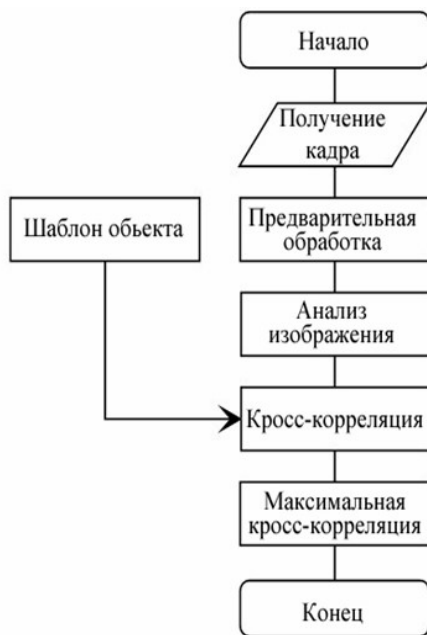 Начало
Получение
кадра
Шаблон обьекта
Предварительная
обработка
Анализ
изображения
Кросс-корреляция
Максимальная
кросс-корреляция
Конец